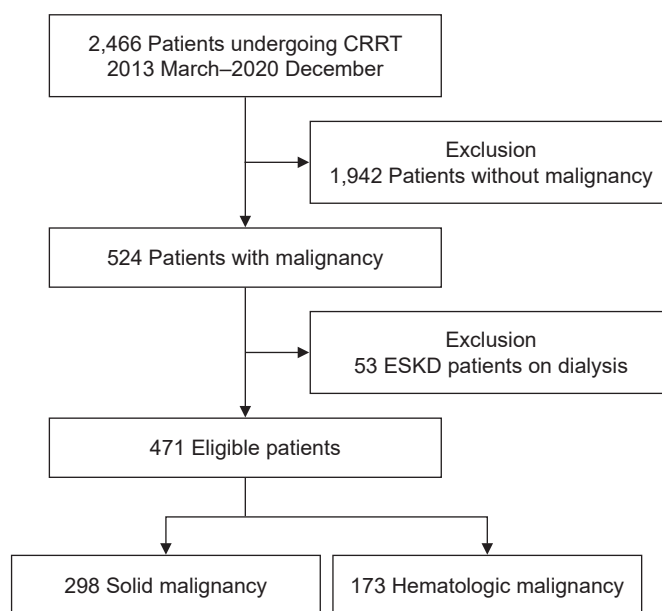 2,466 Patients undergoing CRRT
2013 March–2020 December
Exclusion
1,942 Patients without malignancy
524 Patients with malignancy
Exclusion
53 ESKD patients on dialysis
471 Eligible patients
298 Solid malignancy
173 Hematologic malignancy